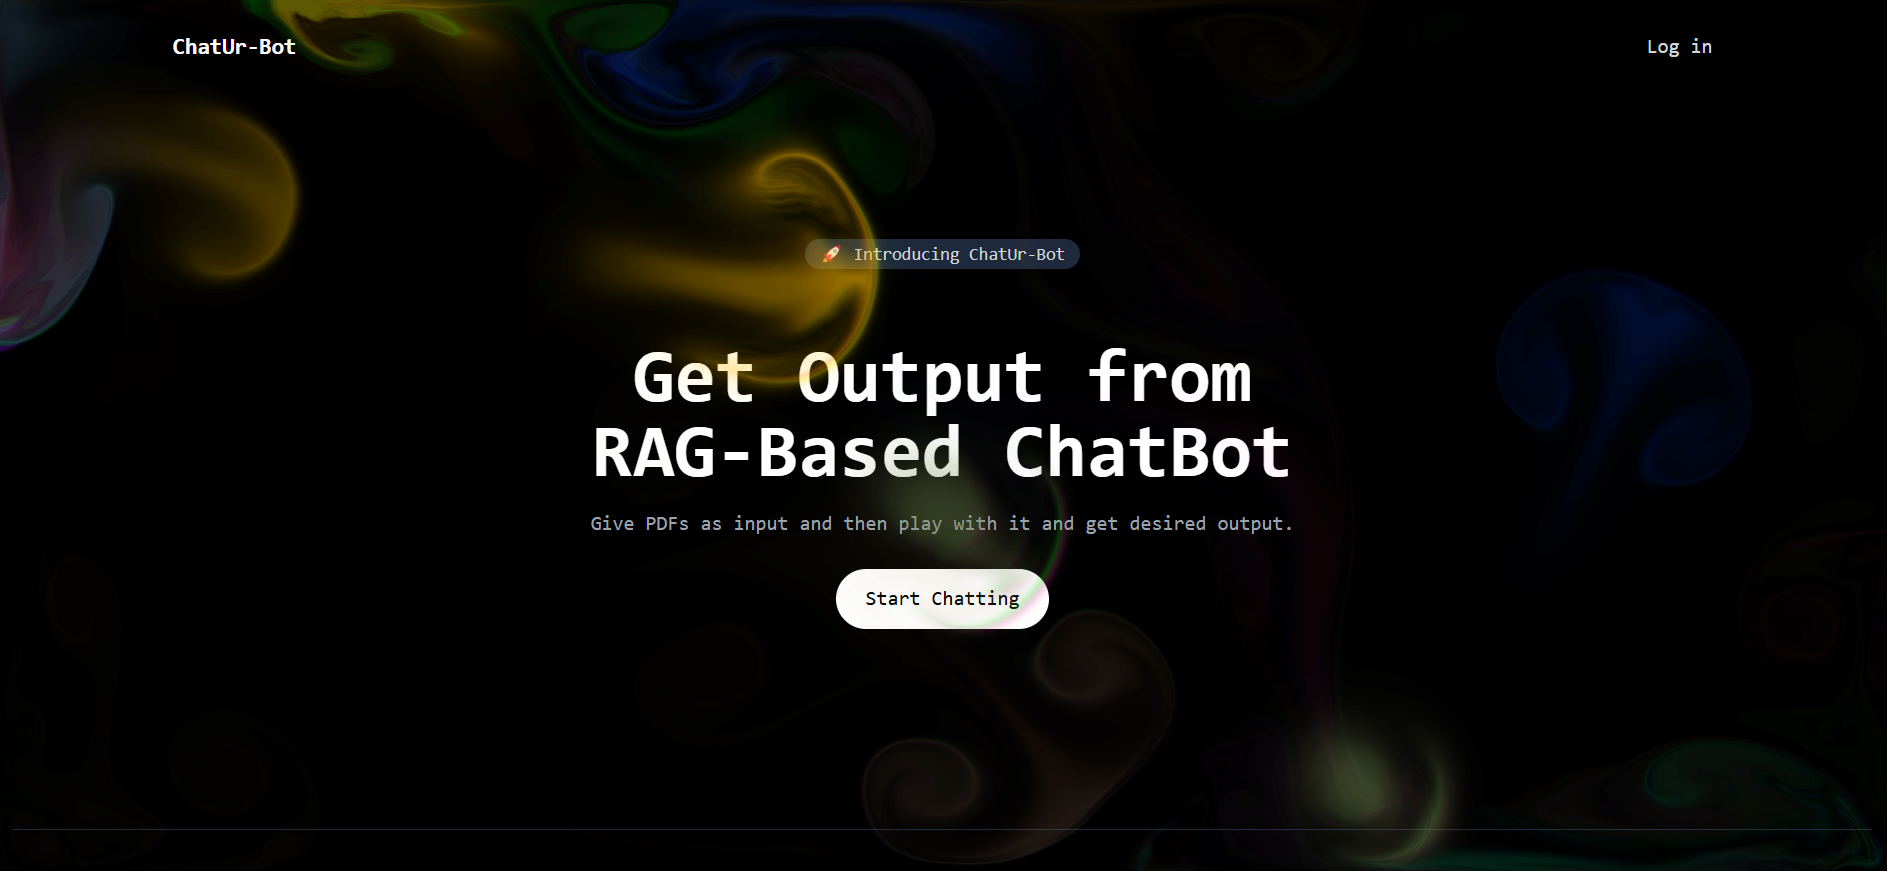 ChatUr-Bot
Log in
🚀 Introducing ChatUr-Bot
Get Output from
RAG-Based ChatBot
Give PDFs as input and then play with it and get desired output.
Start Chatting